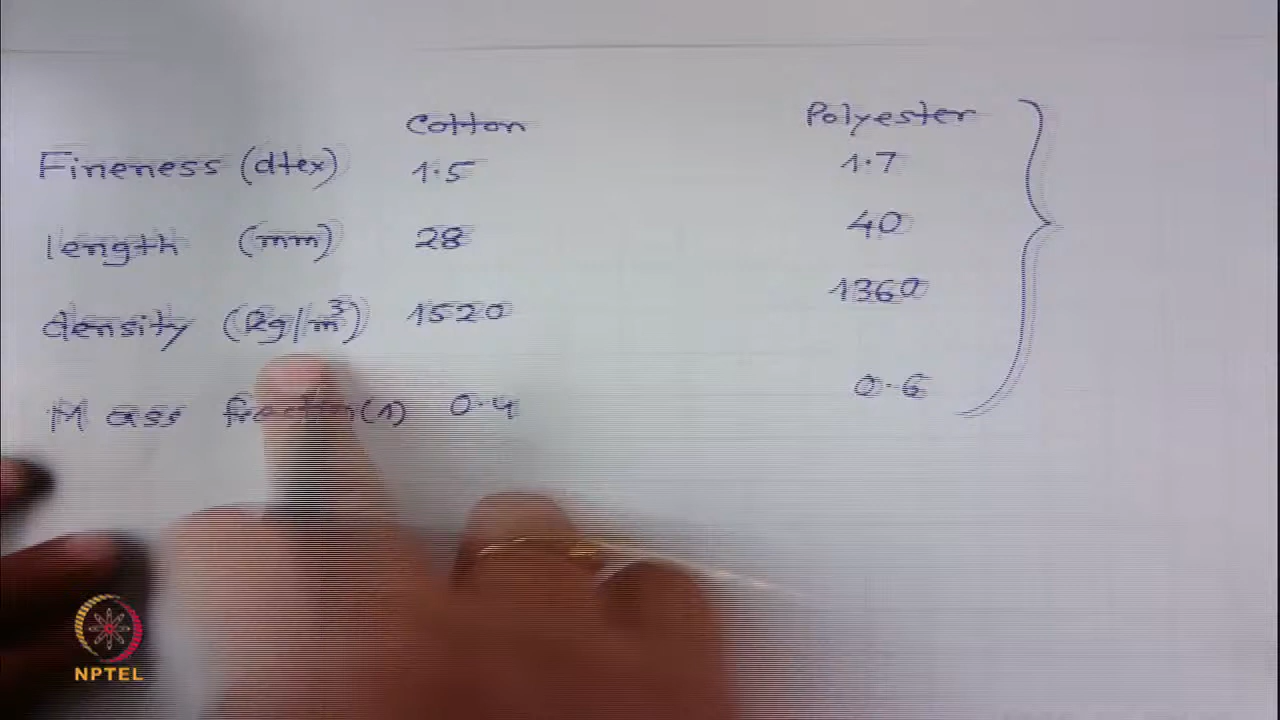 Cotton Polyester
Fineness (dtex) 1.5 1.7
length (mm) 28 40
density (kg/m³) 1520 1360
Mass fraction (1) 0.4 0.6
NPTEL